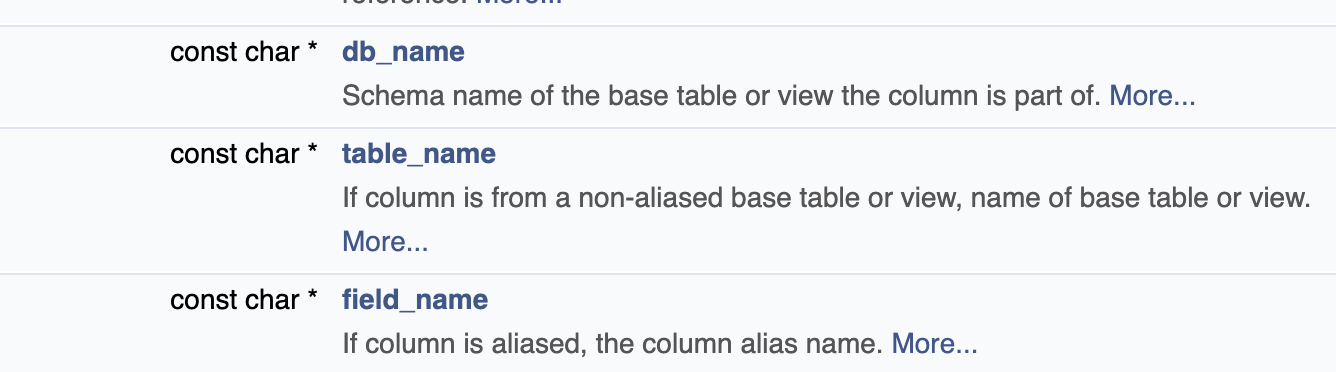 const char * db_name
Schema name of the base table or view the column is part of. More...
const char * table_name
If column is from a non-aliased base table or view, name of base table or view.
More...
const char * field_name
If column is aliased, the column alias name. More...